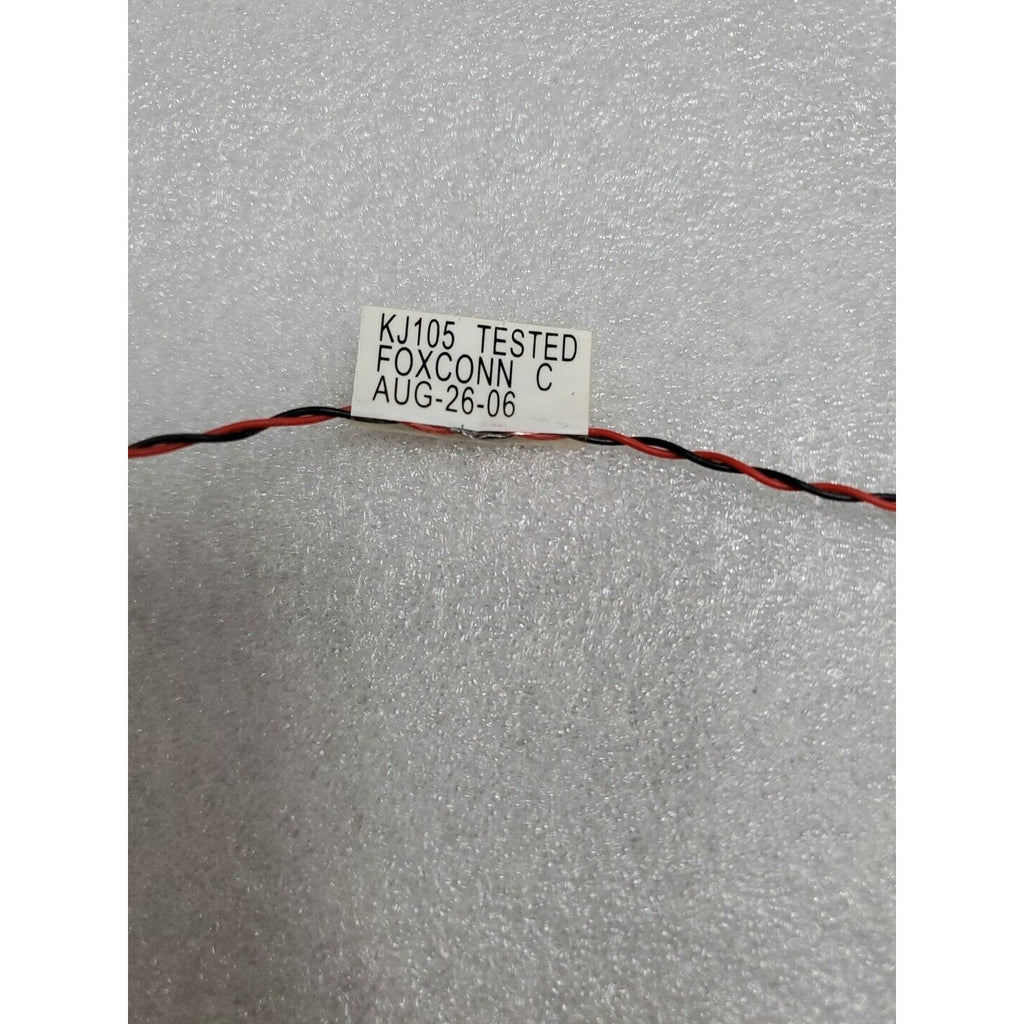 KJ105 TESTED
FOXCONN C
AUG-26-06